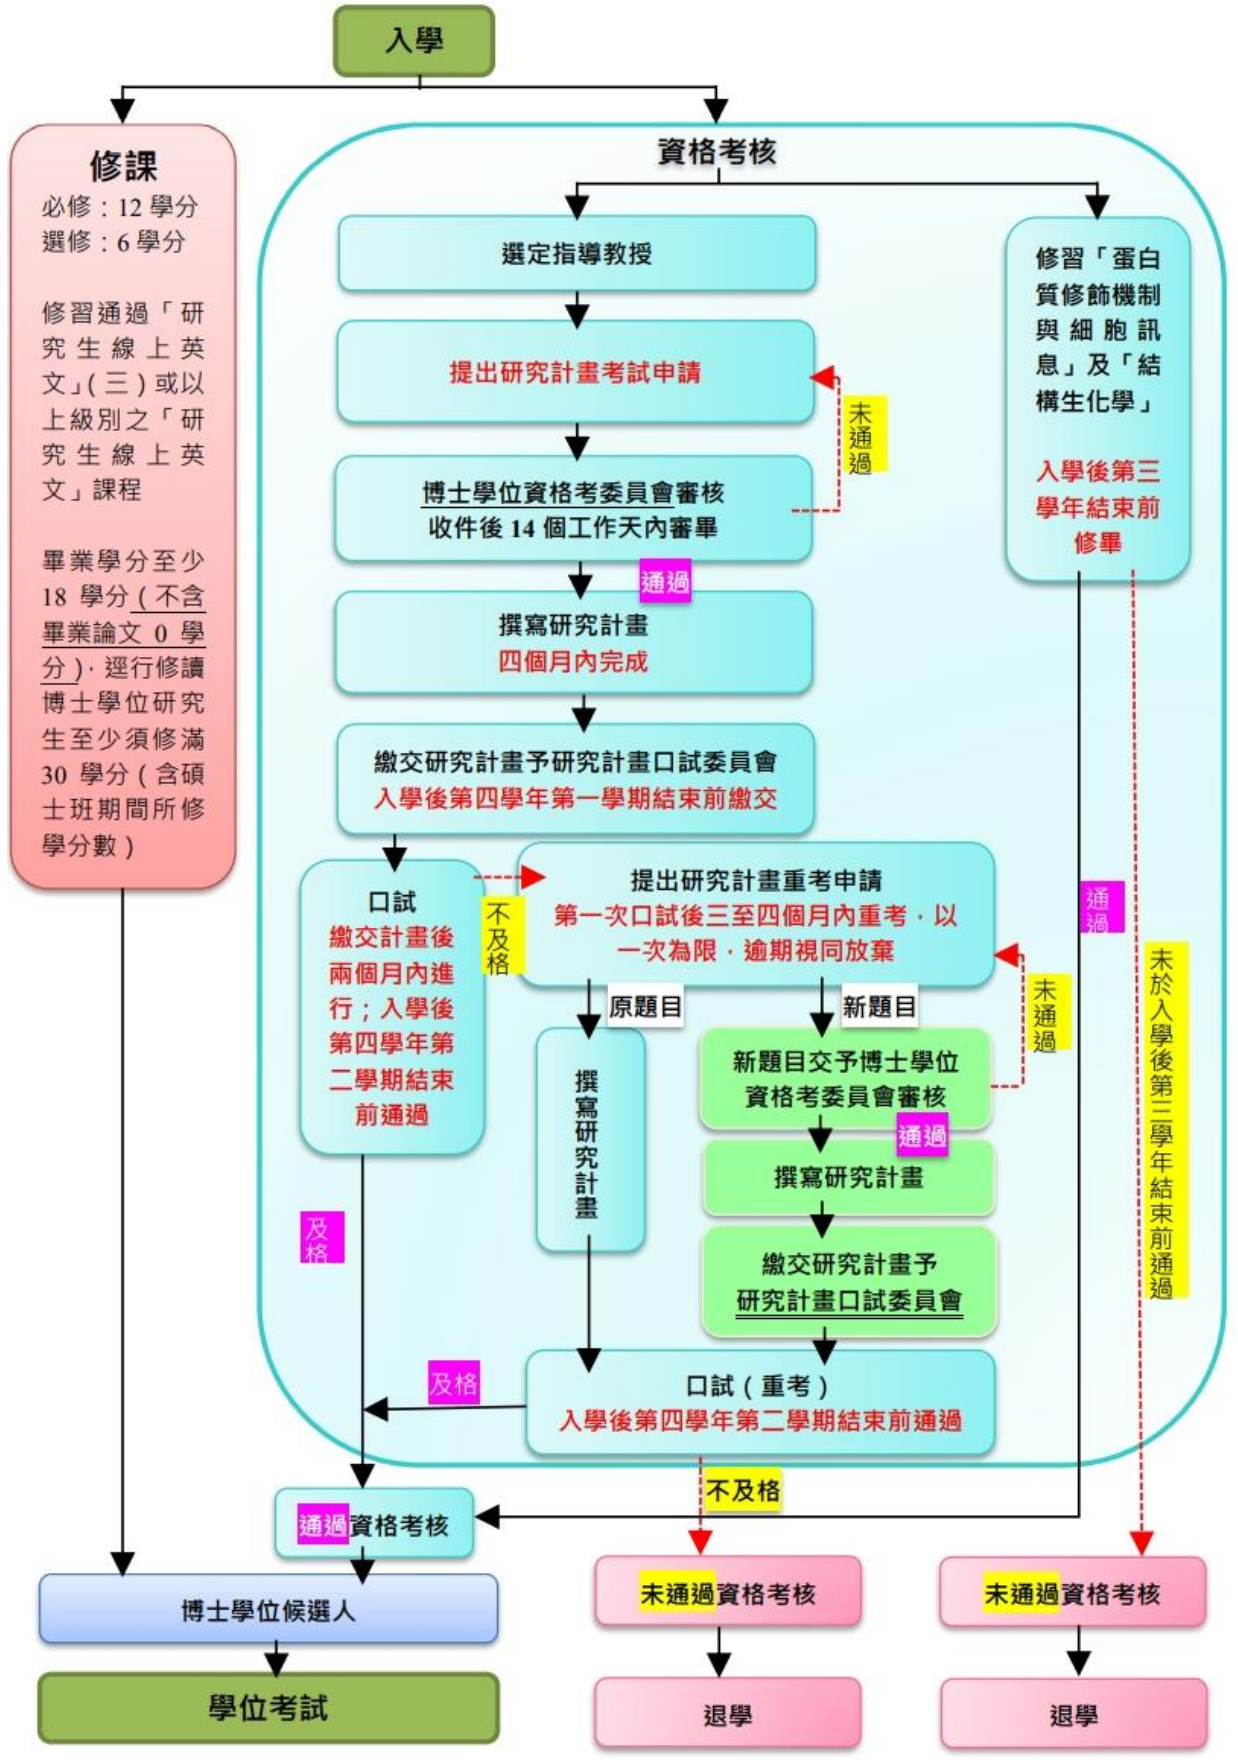 入學
修課
必修：12 學分
選修：6 學分
修習通過「研
究生線上英
文」(三)或以
上級別之「研
究生線上英
文」課程
畢業學分至少
18 學分(不含
畢業論文 0 學
分)，逕行修讀
博士學位研究
生至少須修滿
30 學分(含碩
士班期間所修
學分數)
資格考核
選定指導教授
提出研究計畫考試申請
未通過
博士學位資格考委員會審核
收件後 14 個工作天內審畢
通過
撰寫研究計畫
四個月內完成
繳交研究計畫予研究計畫口試委員會
入學後第四學年第一學期結束前繳交
修習「蛋白
質修飾機制
與細胞訊
息」及「結
構生化學」
入學後第三
學年結束前
修畢
口試
繳交計畫後
兩個月內進
行；入學後
第四學年第
二學期結束
前通過
不及格
提出研究計畫重考申請
第一次口試後三至四個月內重考，以
一次為限，逾期視同放棄
原題目
新題目
未通過
撰寫研究計畫
新題目交予博士學位
資格考委員會審核
通過
撰寫研究計畫
繳交研究計畫予
研究計畫口試委員會
及格
口試（重考）
入學後第四學年第二學期結束前通過
及格
不及格
通過
未於入學後第三學年結束前通過
通過資格考核
博士學位候選人
學位考試
未通過資格考核
退學
未通過資格考核
退學